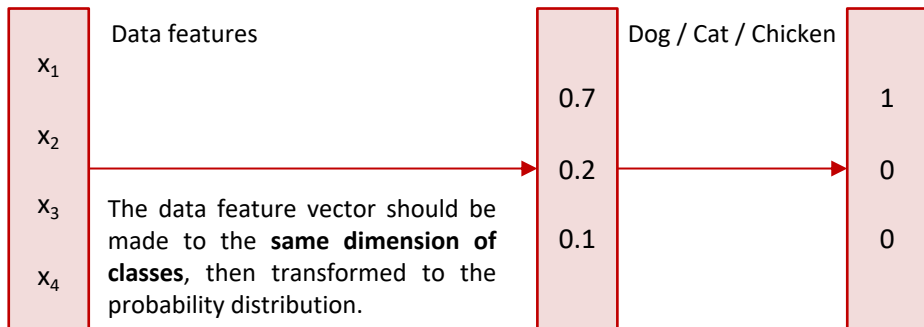 Data features
Dog / Cat / Chicken
x₁
0.7
1
x₂
0.2
0
x₃
The data feature vector should be
made to the same dimension of
0.1
0
classes, then transformed to the
x₄
probability distribution.